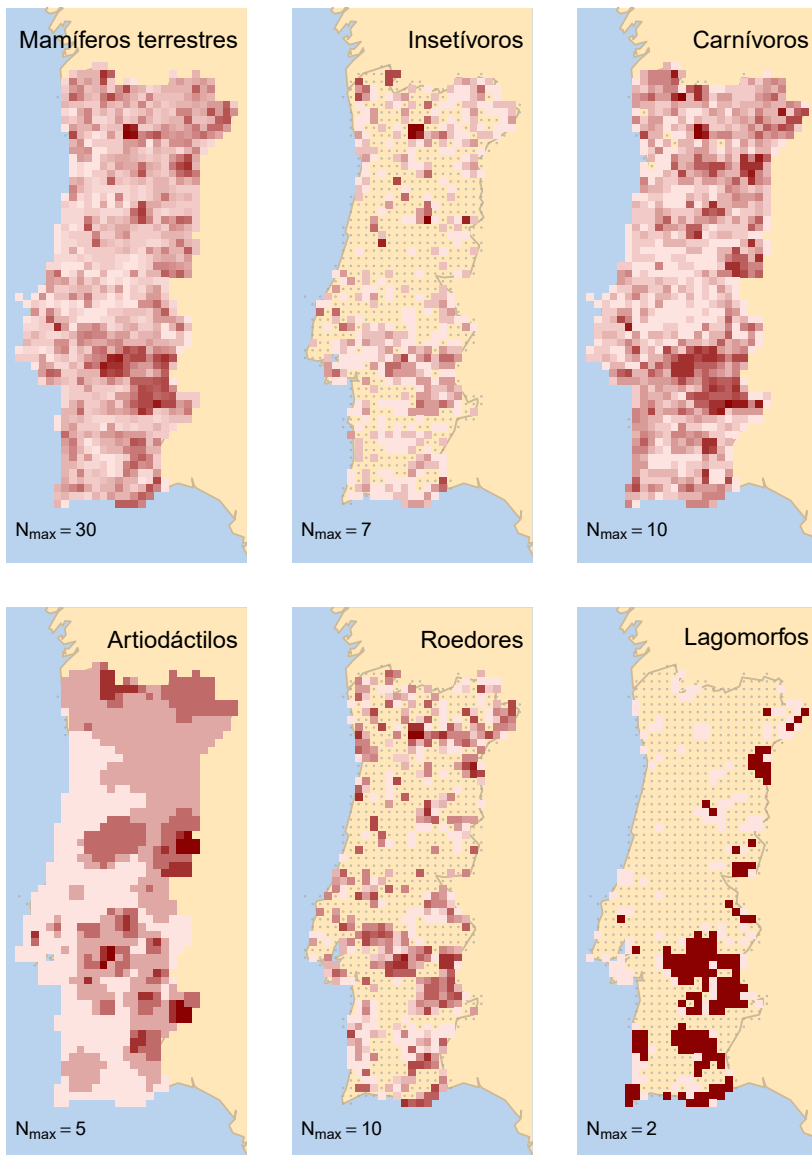 Mamíferos terrestres
Insetívoros
Carnívoros
Nmax = 30
Nmax = 7
Nmax = 10
Artiodáctilos
Roedores
Lagomorfos
Nmax = 5
Nmax = 10
Nmax = 2